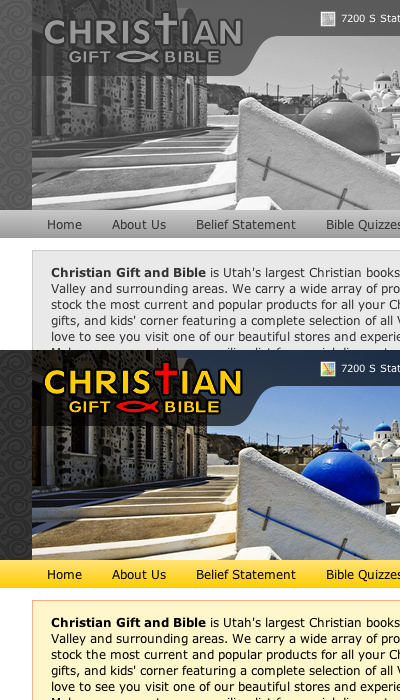 CHRISTIAN
GIFT BIBLE
7200 S Stat
Home About Us Belief Statement Bible Quizzes
Christian Gift and Bible is Utah's largest Christian books
Valley and surrounding areas. We carry a wide array of pro
stock the most current and popular products for all your Ch
gifts, and kids' corner featuring a complete selection of all V
love to see you visit one of our beautiful stores and experie
CHRISTIAN
GIFT BIBLE
7200 S Stat
Home About Us Belief Statement Bible Quizzes
Christian Gift and Bible is Utah's largest Christian books
Valley and surrounding areas. We carry a wide array of pro
stock the most current and popular products for all your Ch
gifts, and kids' corner featuring a complete selection of all V
love to see you visit one of our beautiful stores and experie